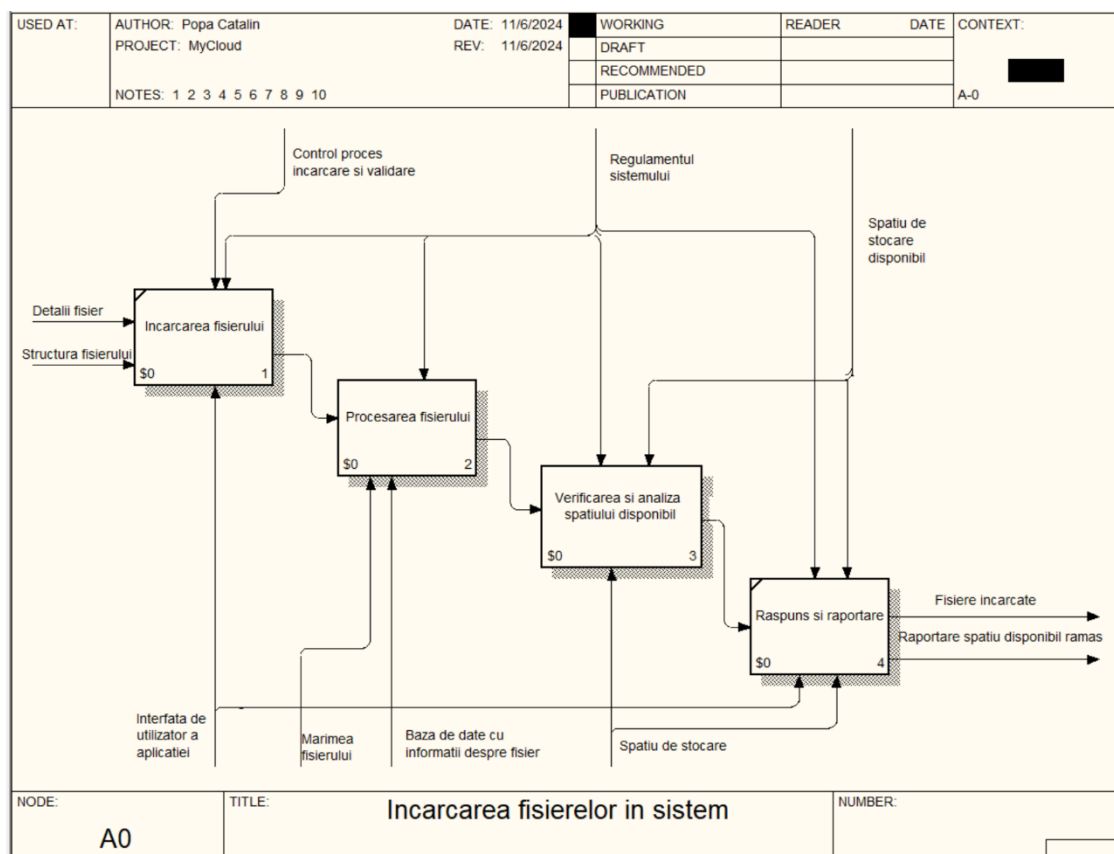 USED AT:
AUTHOR: Popa Catalin
DATE: 11/6/2024
PROJECT: MyCloud
REV: 11/6/2024
NOTES: 1 2 3 4 5 6 7 8 9 10
WORKING
DRAFT
RECOMMENDED
PUBLICATION
READER
DATE
CONTEXT:
A-0
Control proces
incarcare si validare
Regulamentul
sistemului
Spatiu de
stocare
disponibil
Detalii fisier
Structura fisierului
Incarcarea fisierului
$0
1
Procesarea fisierului
$0
2
Verificarea si analiza
spatiului disponibil
$0
3
Raspuns si raportare
$0
4
Fisiere incarcate
Raportare spatiu disponibil ramas
Interfata de
utilizator a
aplicatiei
Marimea
fisierului
Baza de date cu
informatii despre fisier
Spatiu de stocare
NODE:
A0
TITLE:
Incarcarea fisierelor in sistem
NUMBER: